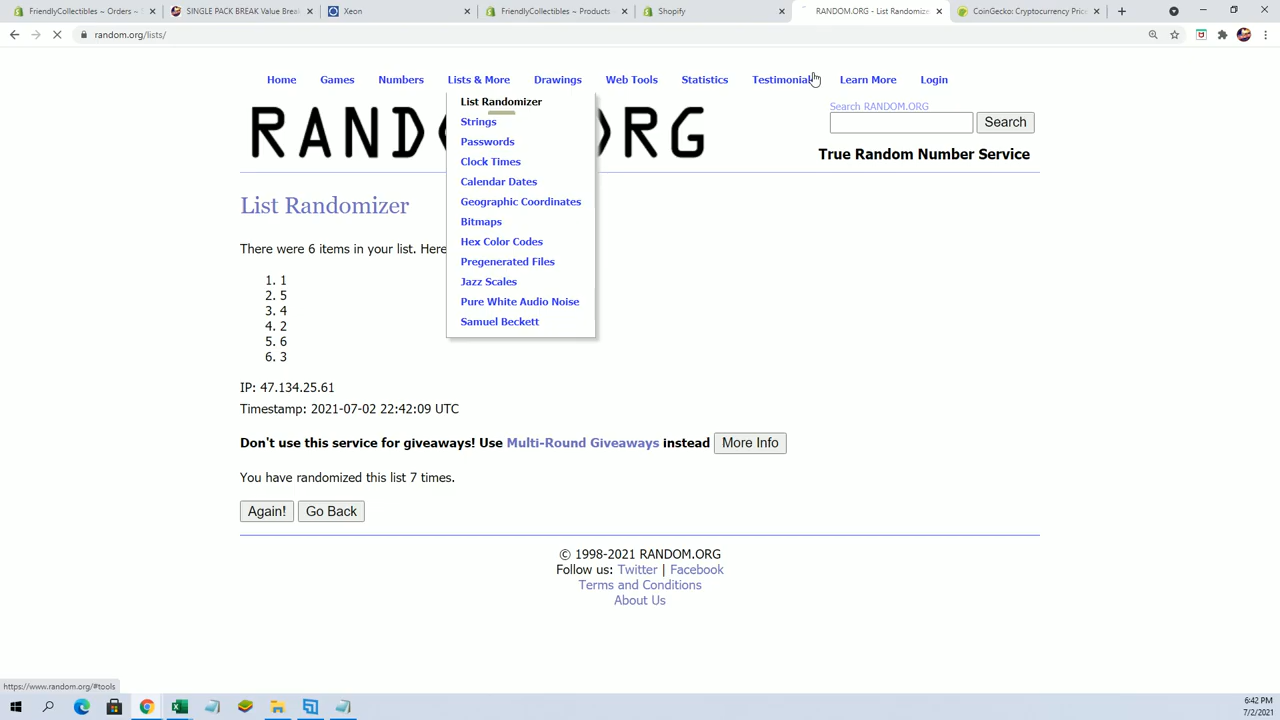 FriendlyCollectibles ~ Orders ~
SINGLE PACK BREAK Value Break
Xeon
FriendlyCollectibles ~ Products ~
Shopify
RANDOM.ORG - List Randomize
CoinGecko Cryptocurrency Price
random.org/lists/
Home Games Numbers Lists & More Drawings Web Tools Statistics Testimonial Learn More Login
List Randomizer
Strings
Passwords
Clock Times
Calendar Dates
Geographic Coordinates
Bitmaps
Hex Color Codes
Pregenerated Files
Jazz Scales
Pure White Audio Noise
Samuel Beckett
Search RANDOM.ORG
Search
True Random Number Service
List Randomizer
There were 6 items in your list. Here
1. 1
2. 5
3. 4
4. 2
5. 6
6. 3
IP: 47.134.25.61
Timestamp: 2021-07-02 22:42:09 UTC
Don't use this service for giveaways! Use Multi-Round Giveaways instead More Info
You have randomized this list 7 times.
Again! Go Back
© 1998-2021 RANDOM.ORG
Follow us: Twitter | Facebook
Terms and Conditions
About Us
https://www.random.org/#tools
6:42 PM
7/2/2021